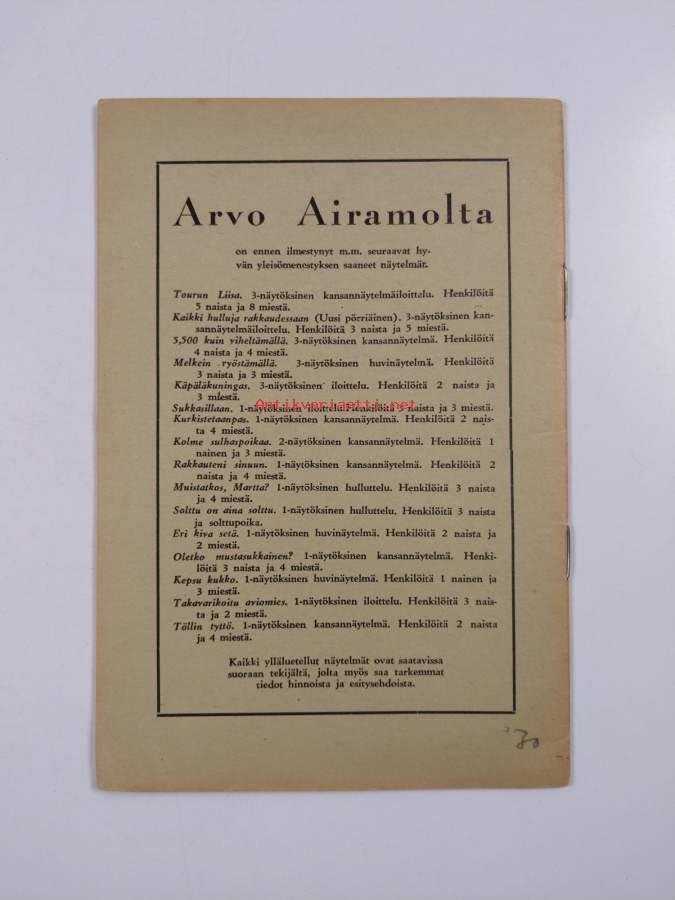 Arvo Airamolta
on ennen ilmestynyt m.m. seuraavat hy-
vän yleisömenestyksen saaneet näytelmät.
Tourun Liisa. 3-näytöksinen kansannäytelmäiloittelu. Henkilöitä
5 naista ja 8 miestä.
Kaikki hulluja rakkaudessaan (Uusi pörriäinen). 3-näytöksinen kan-
sannäytelmäiloittelu. Henkilöitä 3 naista ja 5 miestä.
5,500 kuin viheltämällä. 3-näytöksinen kansannäytelmä. Henkilöitä
4 naista ja 4 miestä.
Melkein ryöstämällä. 3-näytöksinen huvinäytelmä. Henkilöitä
3 naista ja 3 miestä.
Käpäläkuningas. 3-näytöksinen iloittelu. Henkilöitä 2 naista ja
3 miestä.
Antikvariaatti.net
Sukkasillaan. 1-näytöksinen iloittelu. Henkilöitä 3 naista ja 3 miestä.
Kurkistetaanpas. 1-näytöksinen kansannäytelmä. Henkilöitä 2 nais-
ta 4 miestä.
Kolme sulhaspoikaa. 2-näytöksinen kansannäytelmä. Henkilöitä 1
nainen ja 3 miestä.
Rakkauteni sinuun. 1-näytöksinen kansannäytelmä. Henkilöitä 2
naista ja 4 miestä.
Muistatkos, Martta? 1-näytöksinen hulluttelu. Henkilöitä 3 naista
ja 4 miestä.
Solttu on aina solttu. 1-näytöksinen hulluttelu. Henkilöitä 3 naista
ja solttupoika.
Eri kiva setä. 1-näytöksinen huvinäytelmä. Henkilöitä 2 naista ja
2 miestä.
Oletko mustasukkainen? 1-näytöksinen kansannäytelmä. Henki-
löitä 3 naista ja 4 miestä.
Kepsu kukko. 1-näytöksinen huvinäytelmä. Henkilöitä 1 nainen ja
3 miestä.
Takavarikoitu aviomies. 1-näytöksinen iloittelu. Henkilöitä 3 nais-
ta ja 2 miestä.
Töllin tyttö. 1-näytöksinen kansannäytelmä. Henkilöitä 2 naista
ja 4 miestä.
Kaikki ylläluetellut näytelmät ovat saatavissa
suoraan tekijältä, jolta myös saa tarkemmat
tiedot hinnoista ja esitysehdoista.